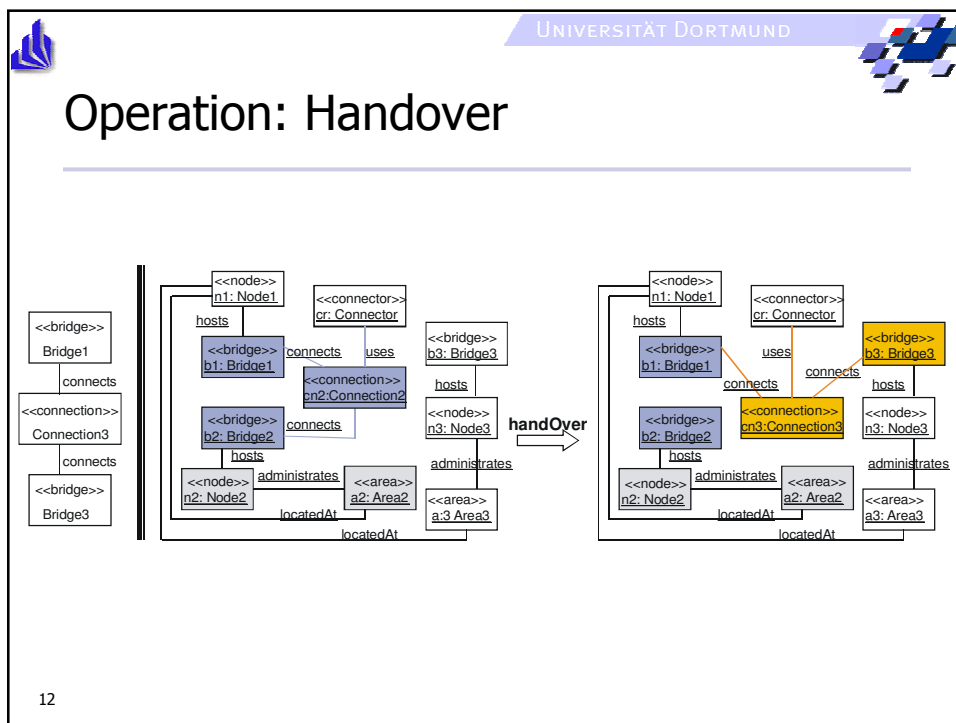 UNIVERSITÄT DORTMUND
Operation: Handover
<<bridge>>
Bridge1
connects
<<connection>>
Connection3
connects
<<bridge>>
Bridge3
<<node>>
n1: Node1
hosts
<<connector>>
cr: Connector
<<bridge>>
b1: Bridge1
connects
uses
<<bridge>>
b3: Bridge3
<<connection>>
cn2:Connection2
hosts
<<bridge>>
b2: Bridge2
connects
<<node>>
n3: Node3
hosts
administrates
<<node>>
n2: Node2
administrates
<<area>>
a2: Area2
locatedAt
<<area>>
a:3 Area3
locatedAt
handOver
<<node>>
n1: Node1
hosts
<<connector>>
cr: Connector
<<bridge>>
b1: Bridge1
uses
<<bridge>>
b3: Bridge3
connects
connects
hosts
<<connection>>
cn3:Connection3
<<bridge>>
b2: Bridge2
<<node>>
n3: Node3
hosts
administrates
<<node>>
n2: Node2
administrates
<<area>>
a2: Area2
locatedAt
<<area>>
a3: Area3
locatedAt
12